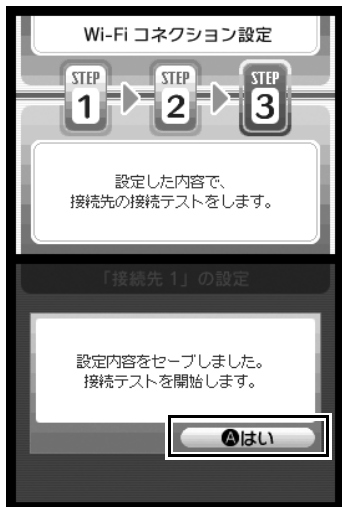 Wi-Fi コネクション設定
STEP STEP STEP
1 2 3
設定した内容で、
接続先の接続テストをします。
「接続先 1」の設定
設定内容をセーブしました。
接続テストを開始します。
Aはい